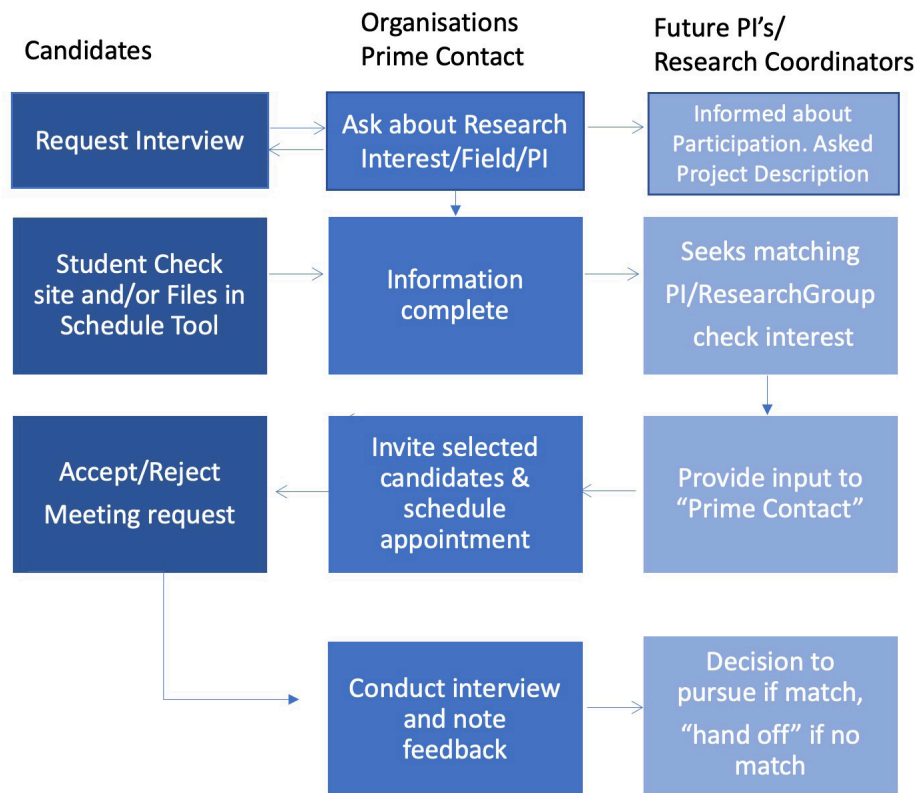 Candidates
Organisations
Prime Contact
Future PI’s/
Research Coordinators
Request Interview
Ask about Research
Interest/Field/PI
Informed about
Participation. Asked
Project Description
Student Check
site and/or Files in
Schedule Tool
Information
complete
Seeks matching
PI/ResearchGroup
check interest
Accept/Reject
Meeting request
Invite selected
candidates &
schedule
appointment
Provide input to
“Prime Contact”
Conduct interview
and note
feedback
Decision to
pursue if match,
“hand off” if no
match